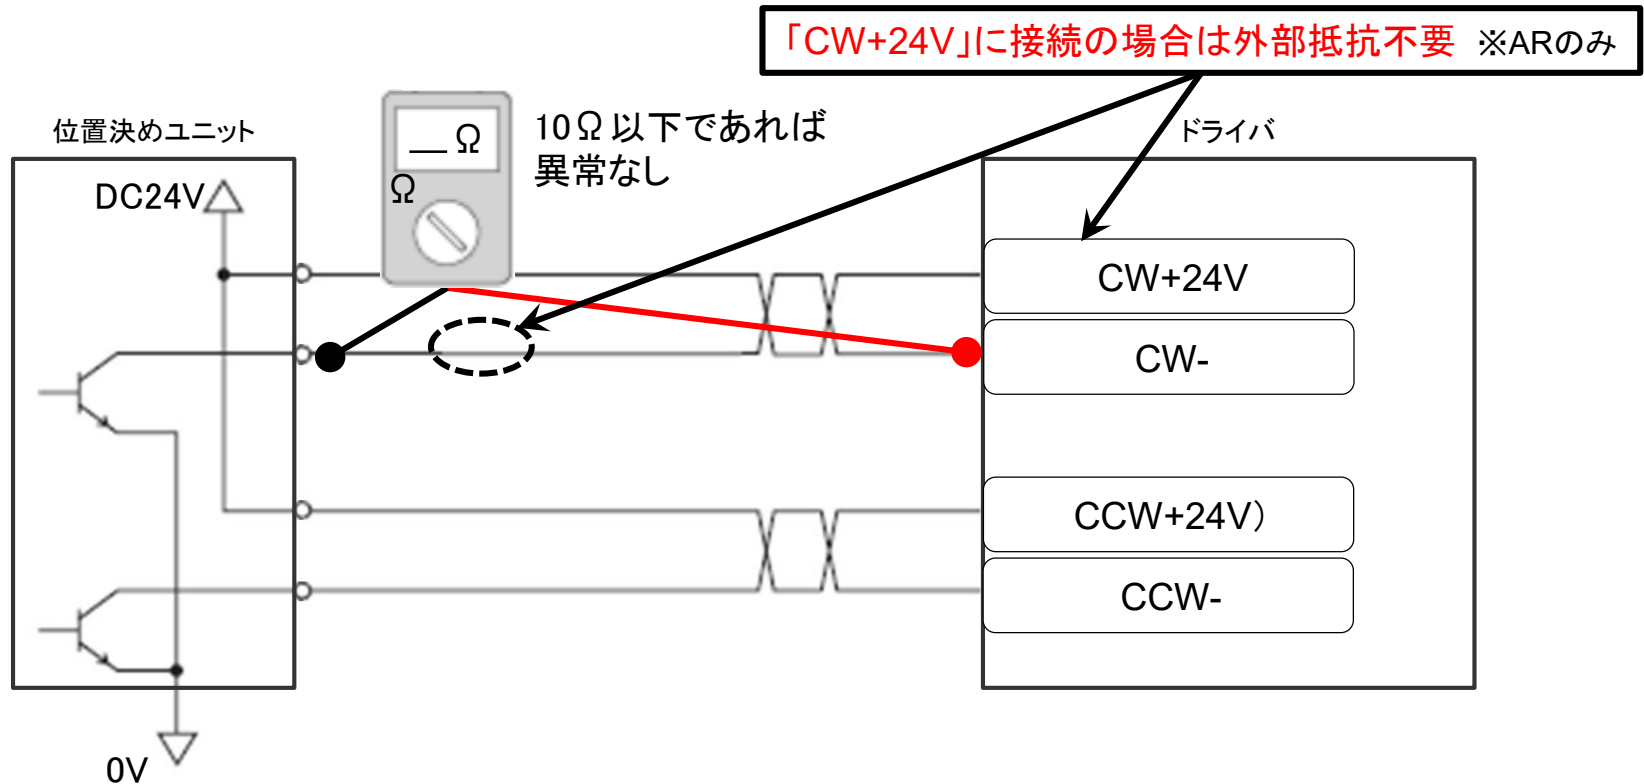 「CW+24V」に接続の場合は外部抵抗不要 ※ARのみ
位置決めユニット
__ Ω
Ω
10Ω以下であれば
異常なし
ドライバ
DC24V
CW+24V
CW-
CCW+24V）
CCW-
0V